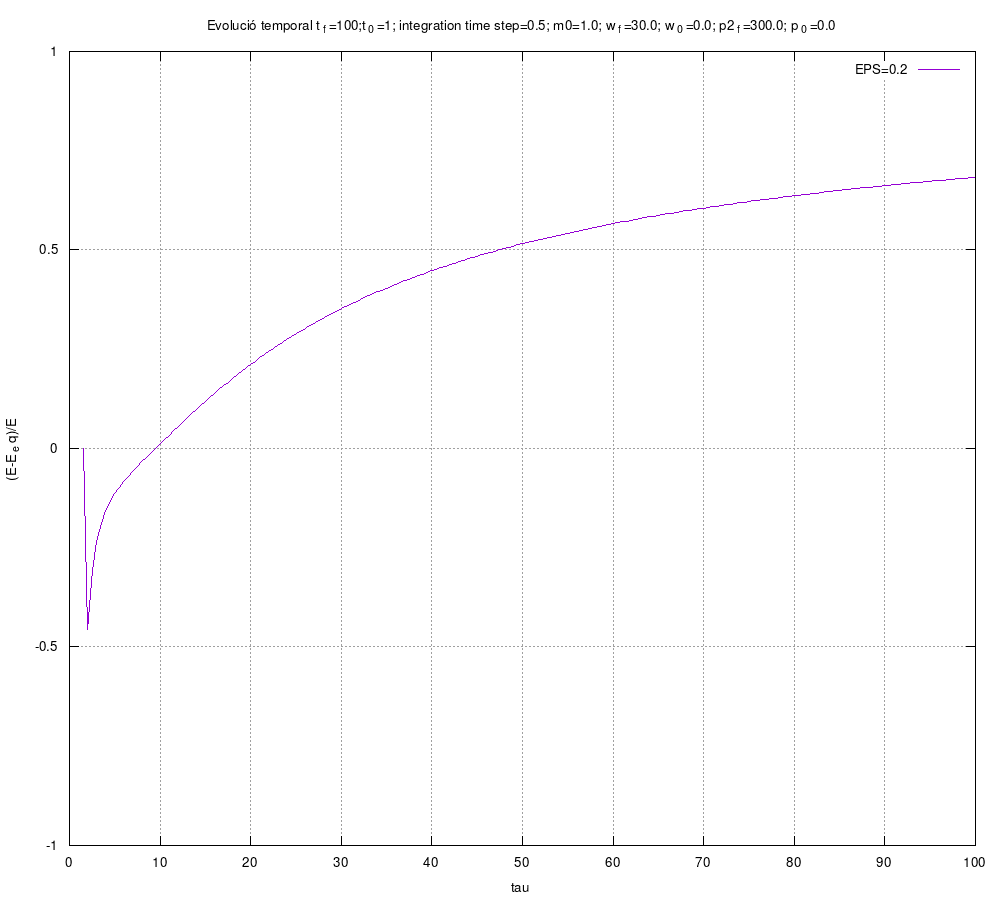 Evolució temporal t f =100;t 0 =1; integration time step=0.5; m0=1.0; w f =30.0; w 0 =0.0; p2 f =300.0; p 0 =0.0
EPS=0.2
1
0.5
0
-0.5
-1
(E-E e q)/E
0 10 20 30 40 50 60 70 80 90 100
tau